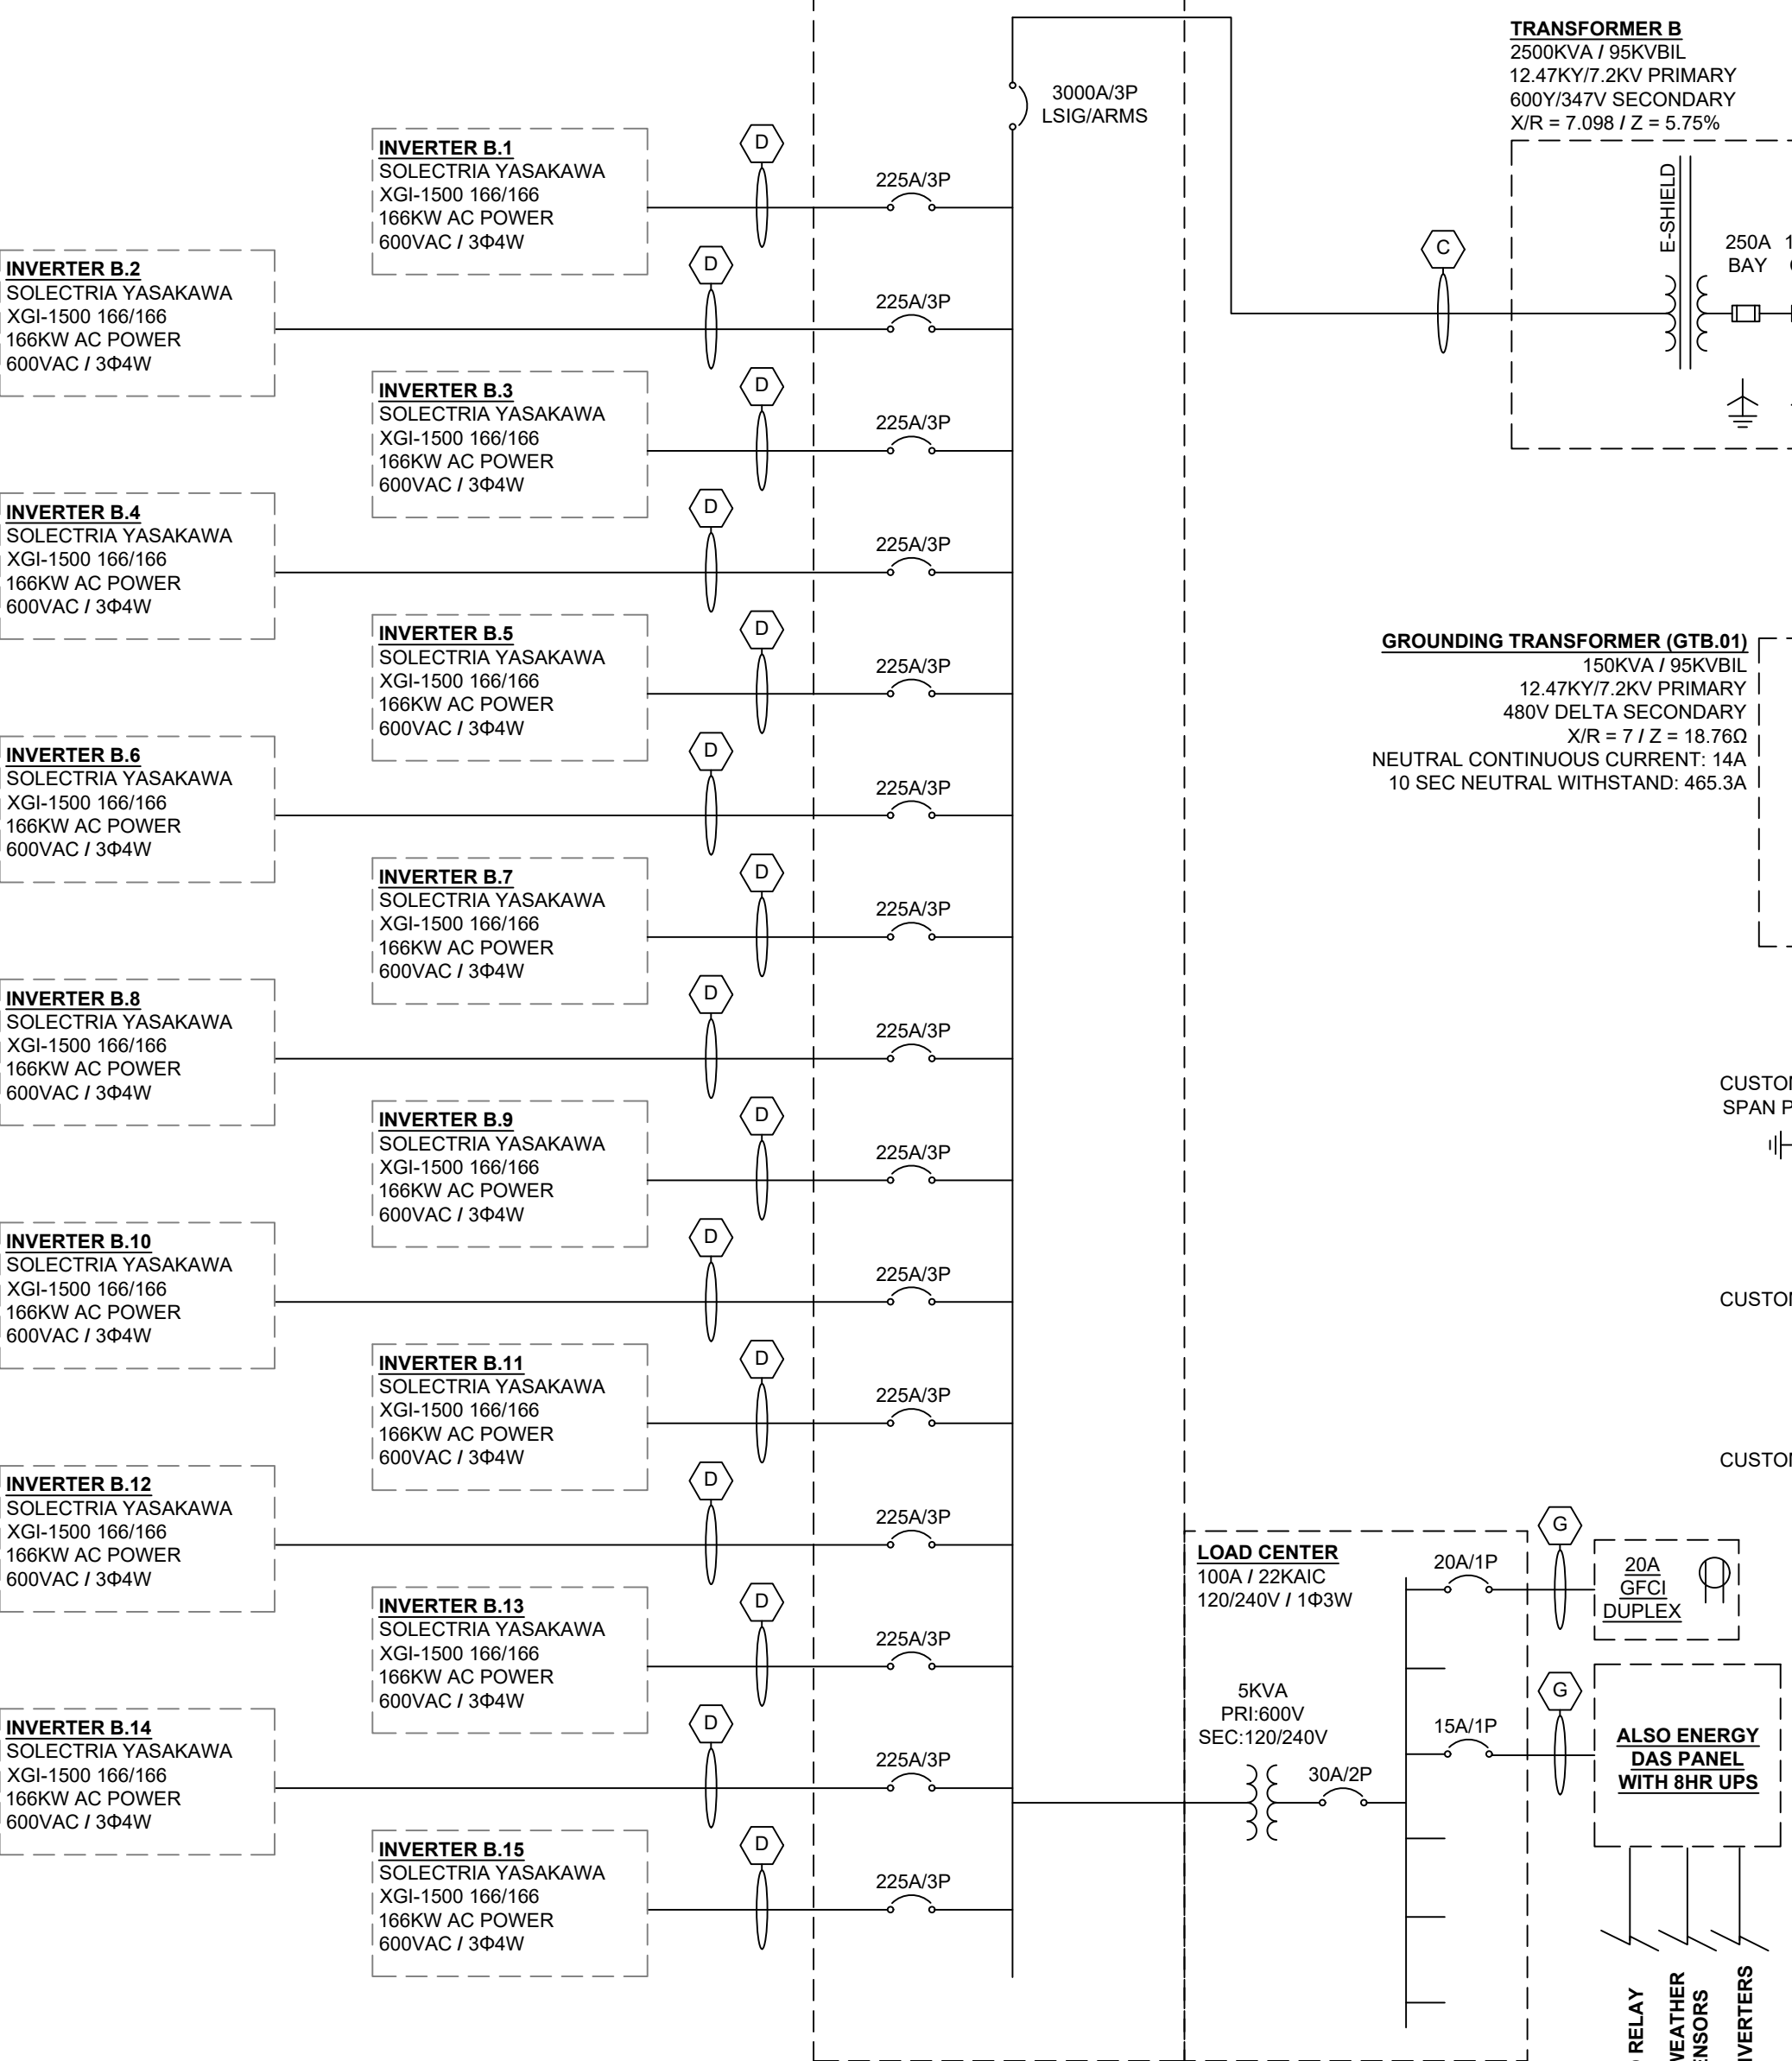 TRANSFORMER B
2500KVA / 95KVBIL
12.47KY/7.2KV PRIMARY
600Y/347V SECONDARY
X/R = 7.098 / Z = 5.75%
E-SHIELD
250A
BAY
3000A/3P
LSIG/ARMS
C
INVERTER B.1
SOLECTRIA YASAKAWA
XGI-1500 166/166
166KW AC POWER
600VAC / 3Φ4W
D
225A/3P
INVERTER B.2
SOLECTRIA YASAKAWA
XGI-1500 166/166
166KW AC POWER
600VAC / 3Φ4W
D
225A/3P
INVERTER B.3
SOLECTRIA YASAKAWA
XGI-1500 166/166
166KW AC POWER
600VAC / 3Φ4W
D
225A/3P
INVERTER B.4
SOLECTRIA YASAKAWA
XGI-1500 166/166
166KW AC POWER
600VAC / 3Φ4W
D
225A/3P
INVERTER B.5
SOLECTRIA YASAKAWA
XGI-1500 166/166
166KW AC POWER
600VAC / 3Φ4W
D
225A/3P
GROUNDING TRANSFORMER (GTB.01)
150KVA / 95KVBIL
12.47KY/7.2KV PRIMARY
480V DELTA SECONDARY
X/R = 7 / Z = 18.76Ω
NEUTRAL CONTINUOUS CURRENT: 14A
10 SEC NEUTRAL WITHSTAND: 465.3A
INVERTER B.6
SOLECTRIA YASAKAWA
XGI-1500 166/166
166KW AC POWER
600VAC / 3Φ4W
D
225A/3P
INVERTER B.7
SOLECTRIA YASAKAWA
XGI-1500 166/166
166KW AC POWER
600VAC / 3Φ4W
D
225A/3P
INVERTER B.8
SOLECTRIA YASAKAWA
XGI-1500 166/166
166KW AC POWER
600VAC / 3Φ4W
D
225A/3P
INVERTER B.9
SOLECTRIA YASAKAWA
XGI-1500 166/166
166KW AC POWER
600VAC / 3Φ4W
D
225A/3P
SPAN
INVERTER B.10
SOLECTRIA YASAKAWA
XGI-1500 166/166
166KW AC POWER
600VAC / 3Φ4W
D
225A/3P
INVERTER B.11
SOLECTRIA YASAKAWA
XGI-1500 166/166
166KW AC POWER
600VAC / 3Φ4W
D
225A/3P
INVERTER B.12
SOLECTRIA YASAKAWA
XGI-1500 166/166
166KW AC POWER
600VAC / 3Φ4W
D
225A/3P
INVERTER B.13
SOLECTRIA YASAKAWA
XGI-1500 166/166
166KW AC POWER
600VAC / 3Φ4W
D
225A/3P
INVERTER B.14
SOLECTRIA YASAKAWA
XGI-1500 166/166
166KW AC POWER
600VAC / 3Φ4W
D
225A/3P
INVERTER B.15
SOLECTRIA YASAKAWA
XGI-1500 166/166
166KW AC POWER
600VAC / 3Φ4W
D
225A/3P
LOAD CENTER
100A / 22KAIC
120/240V / 1Φ3W
5KVA
PRI:600V
SEC:120/240V
30A/2P
20A/1P
G
20A
GFCI
DUPLEX
15A/1P
G
ALSO ENERGY
DAS PANEL
WITH 8HR UPS
RELAY
WEATHER